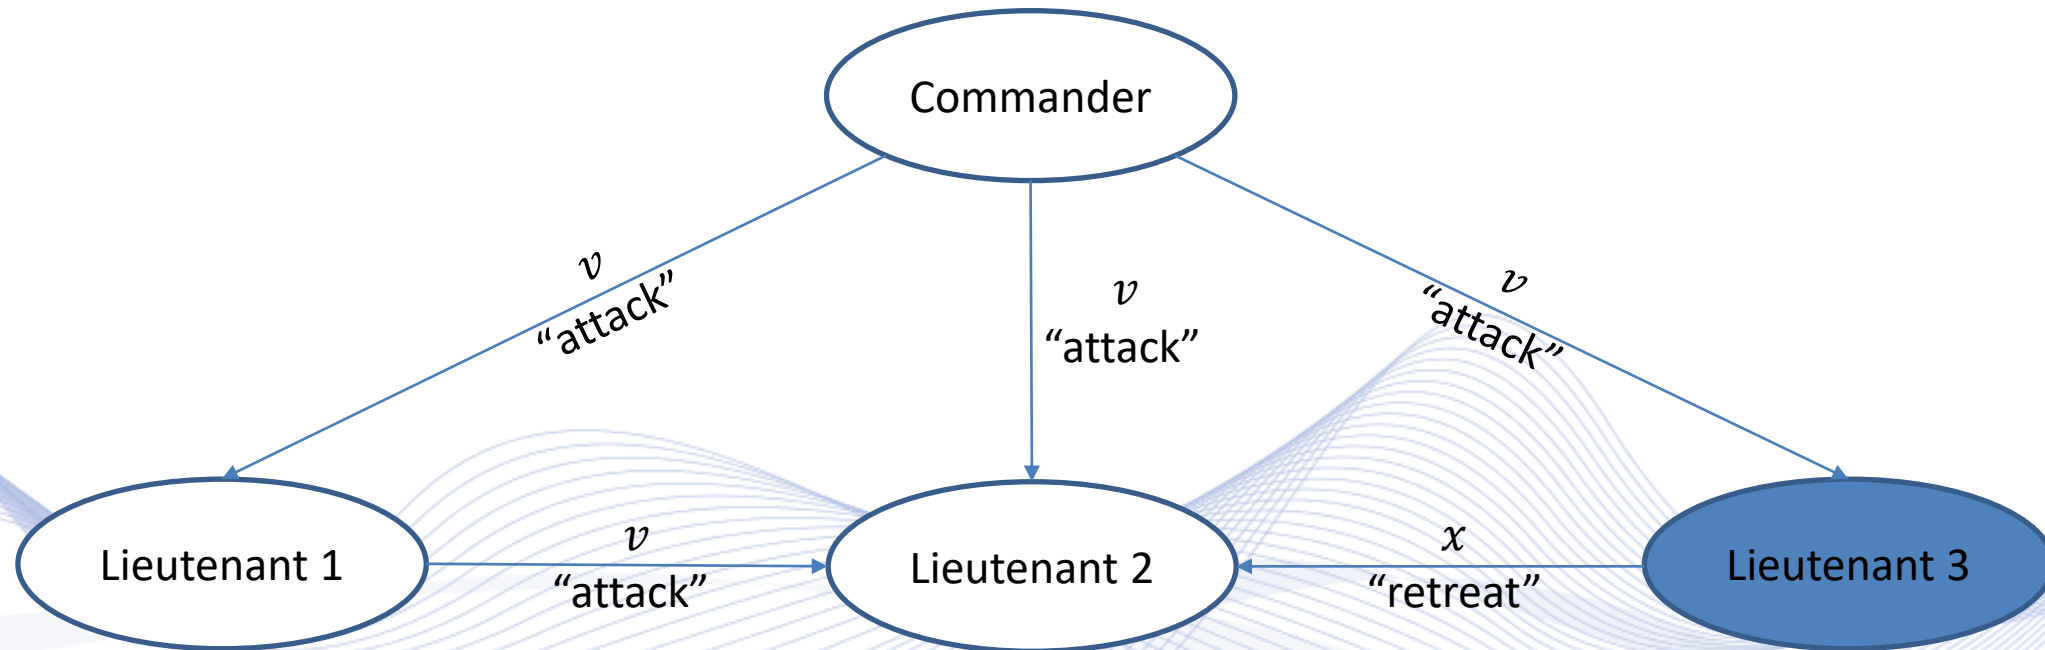 Commander
v
“attack”
v
“attack”
v
“attack”
Lieutenant 1
v
“attack”
Lieutenant 2
x
“retreat”
Lieutenant 3